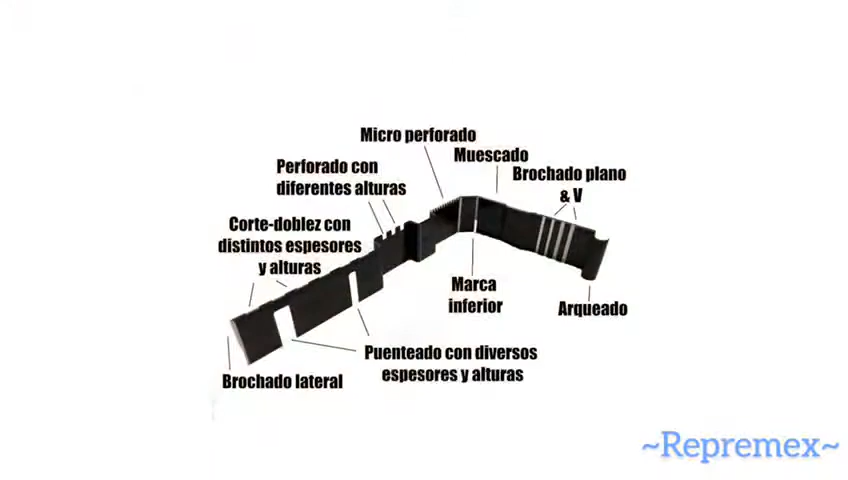 Micro perforado
Muescado
Brochado plano
& V
Perforado con
diferentes alturas
Corte-doblez con
distintos espesores
y alturas
Marca
inferior
Arqueado
Puenteado con diversos
espesores y alturas
Brochado lateral
~Repremex~